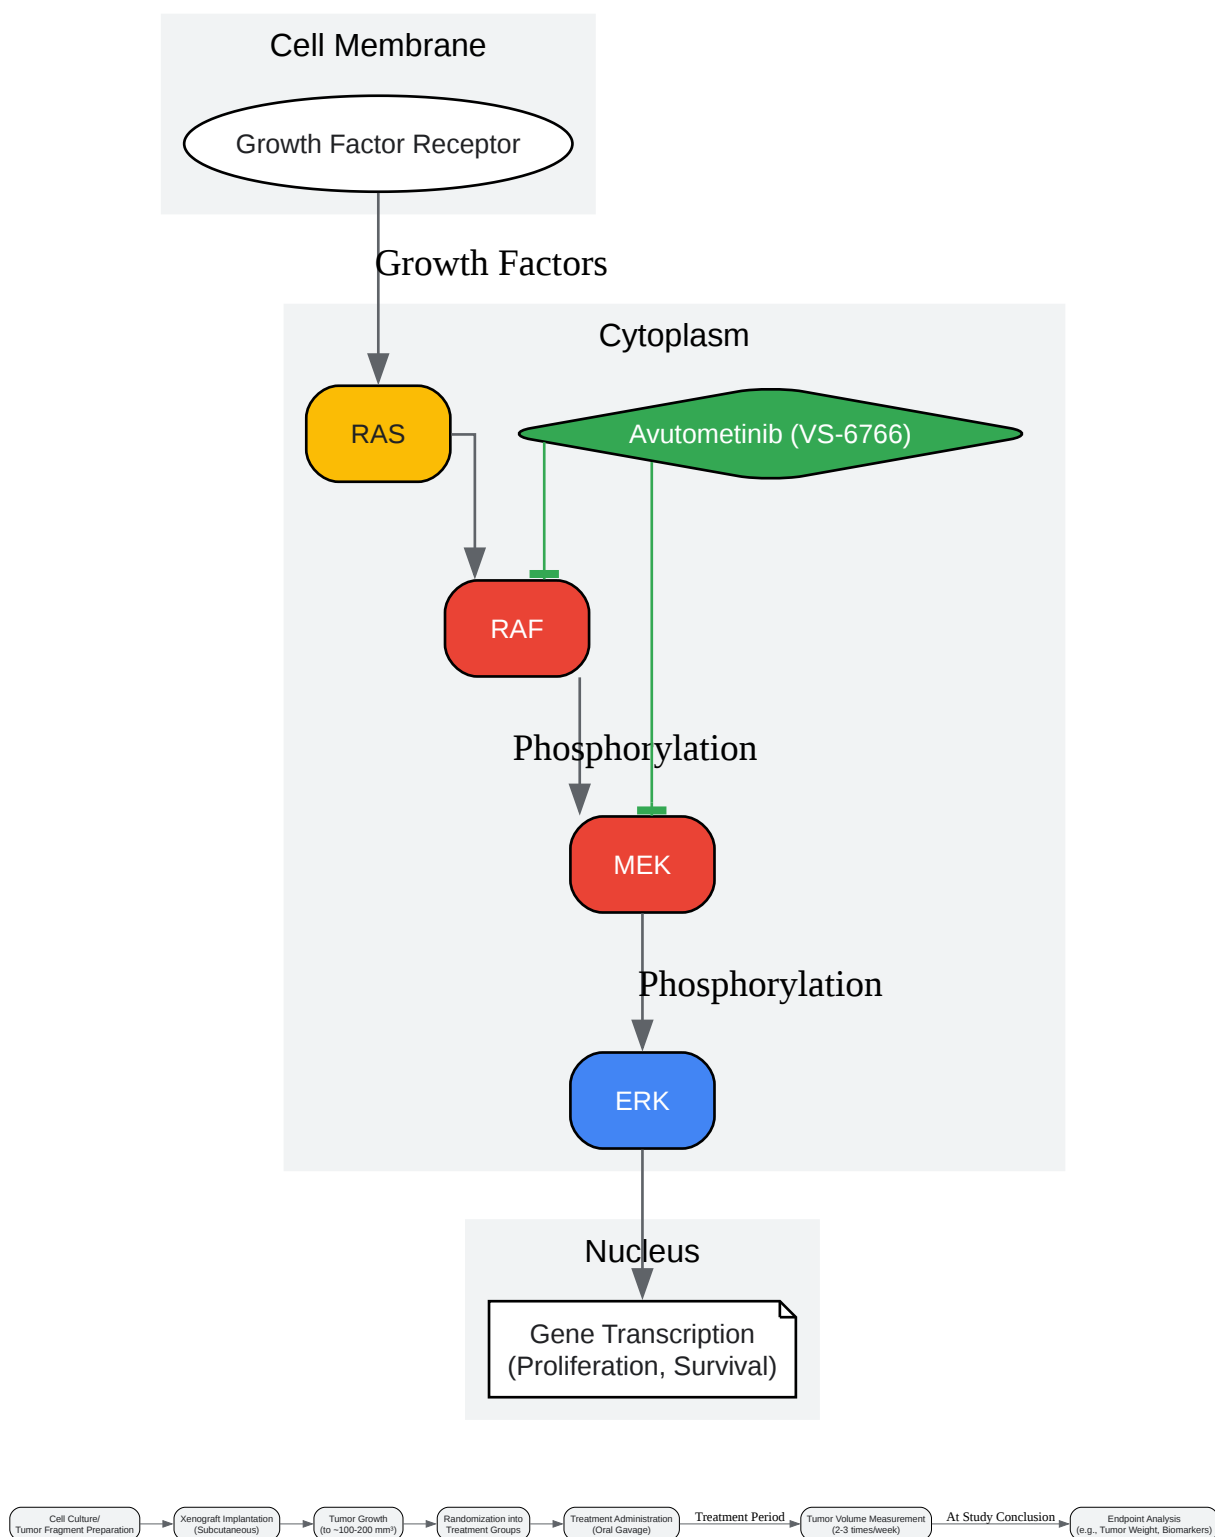 Cell Membrane
Growth Factor Receptor
Growth Factors
Cytoplasm
RAS
Avutometinib (VS-6766)
RAF
Phosphorylation
MEK
Phosphorylation
ERK
Nucleus
Gene Transcription
(Proliferation, Survival)
Cell Culture/
Tumor Fragment Preparation
Xenograft Implantation
(Subcutaneous)
Tumor Growth
(to ~100-200 mm³)
Randomization into
Treatment Groups
Treatment Administration
(Oral Gavage)
Treatment Period
Tumor Volume Measurement
(2-3 times/week)
At Study Conclusion
Endpoint Analysis
(e.g., Tumor Weight, Biomarkers)